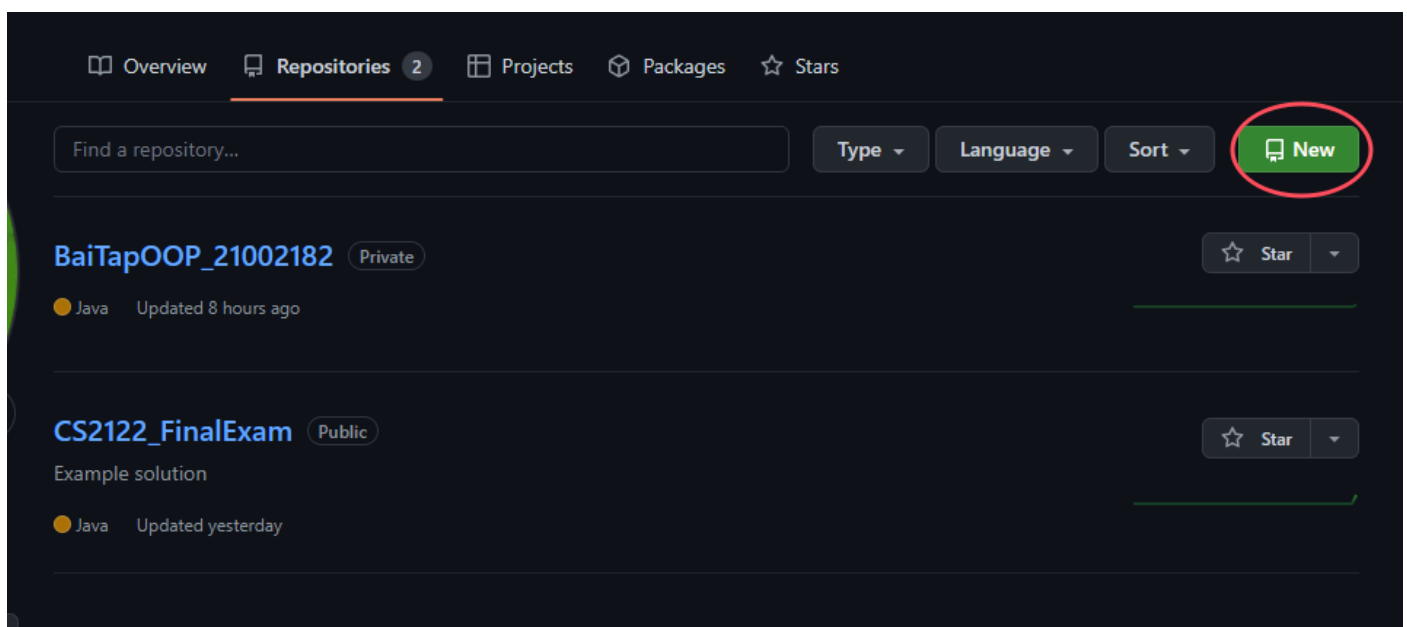 Overview Repositories 2 Projects Packages Stars
Find a repository... Type Language Sort New
BaiTapOOP_21002182 Private Star
Java Updated 8 hours ago
CS2122_FinalExam Public Star
Example solution
Java Updated yesterday